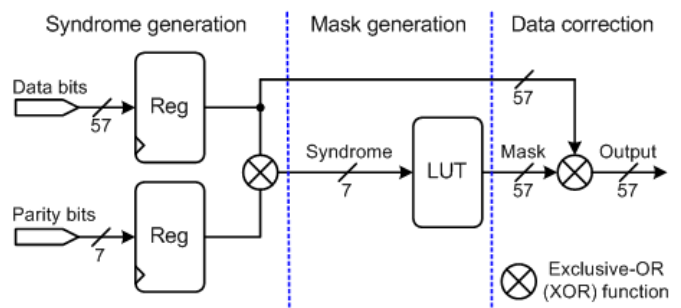 Syndrome generation
Mask generation
Data correction
Data bits
57
Reg
57
Syndrome
7
LUT
Mask
57
Output
57
Parity bits
7
Reg
Exclusive-OR
(XOR) function